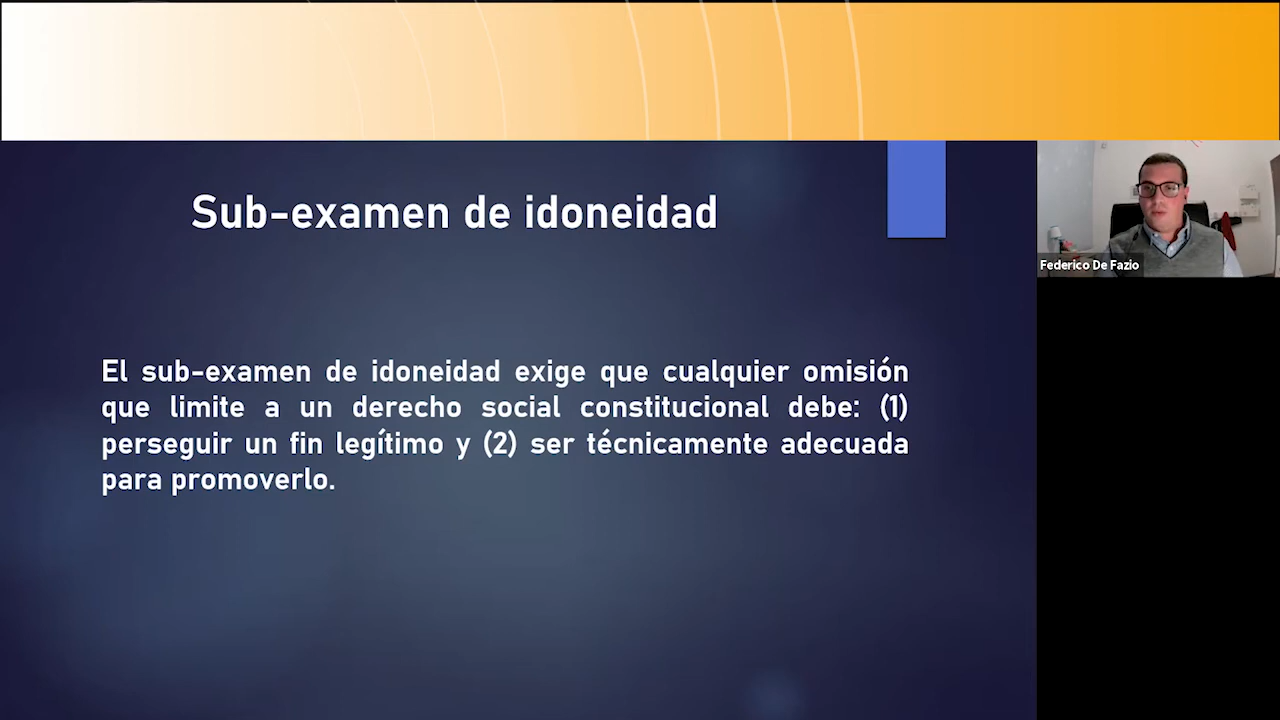 Sub-examen de idoneidad
El sub-examen de idoneidad exige que cualquier omisión
que limite a un derecho social constitucional debe: (1)
perseguir un fin legítimo y (2) ser técnicamente adecuada
para promoverlo.
Federico De Fazio